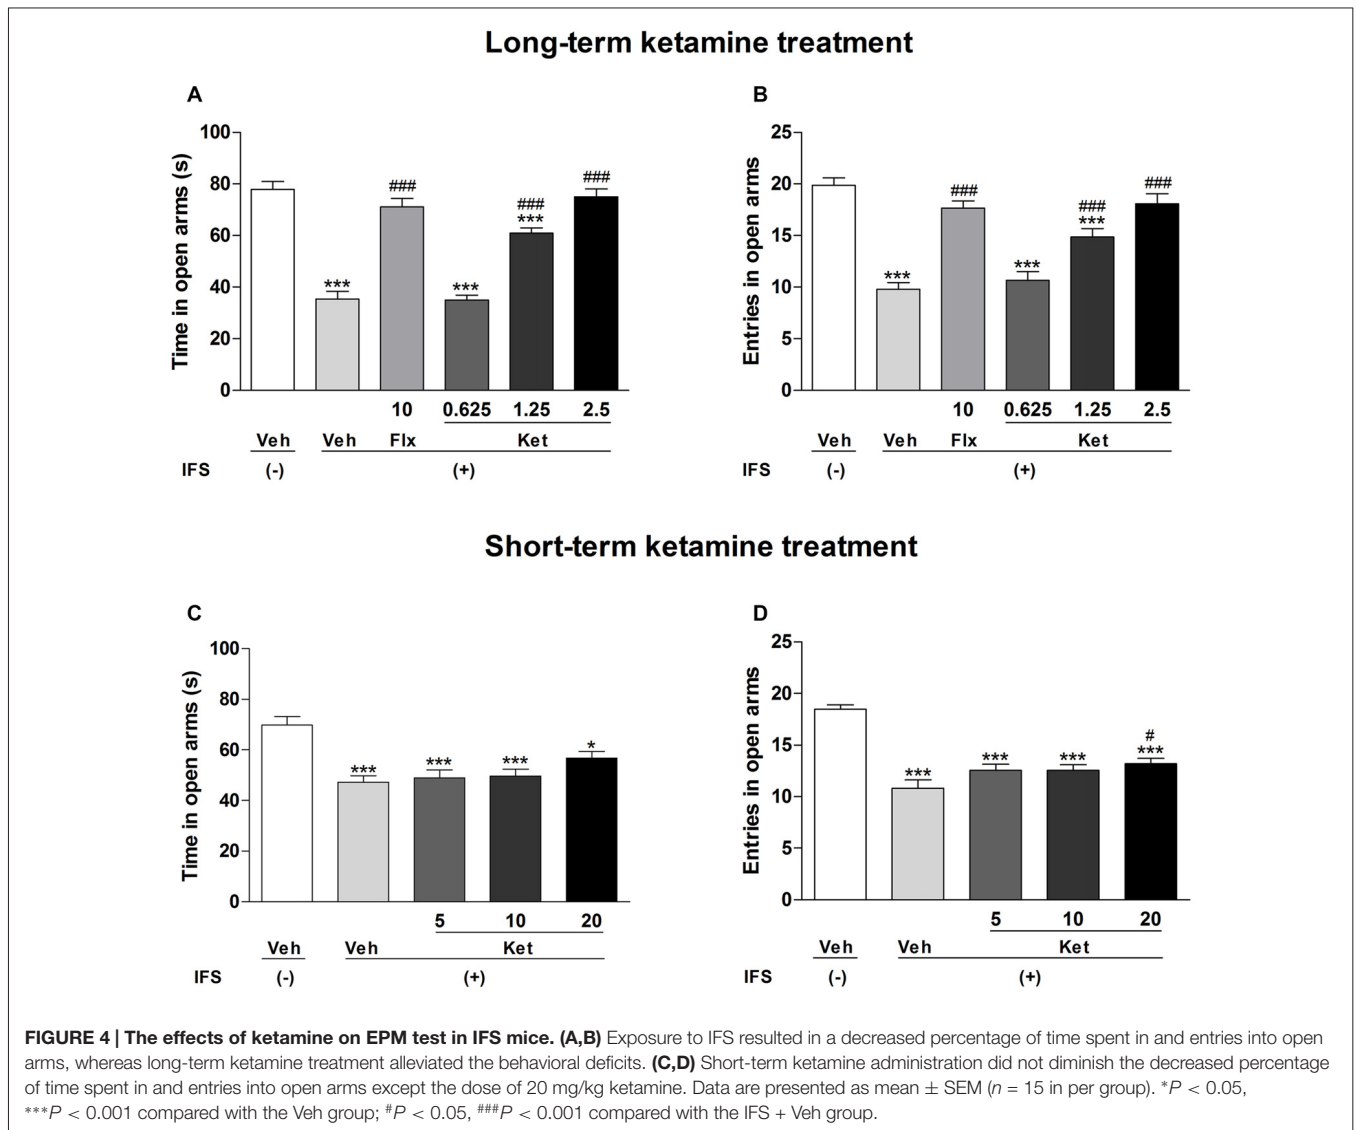 Long-term ketamine treatment
A
B
Time in open arms (s)
100
80
60
40
20
0
***
###
***
###
***
###
10 0.625 1.25 2.5
Veh Veh Flx Ket
IFS (-) (+)
Entries in open arms
25
20
15
10
5
0
***
###
***
###
***
###
10 0.625 1.25 2.5
Veh Veh Flx Ket
(-) (+)
Short-term ketamine treatment
C
D
Time in open arms (s)
100
80
60
40
20
0
***
***
***
*
5 10 20
Veh Veh Ket
IFS (-) (+)
Entries in open arms
25
20
15
10
5
0
***
***
***
#
***
5 10 20
Veh Veh Ket
IFS (-) (+)
FIGURE 4 | The effects of ketamine on EPM test in IFS mice. (A,B) Exposure to IFS resulted in a decreased percentage of time spent in and entries into open
arms, whereas long-term ketamine treatment alleviated the behavioral deficits. (C,D) Short-term ketamine administration did not diminish the decreased percentage
of time spent in and entries into open arms except the dose of 20 mg/kg ketamine. Data are presented as mean ± SEM (n = 15 in per group). *P < 0.05,
***P < 0.001 compared with the Veh group; #P < 0.05, ###P < 0.001 compared with the IFS + Veh group.